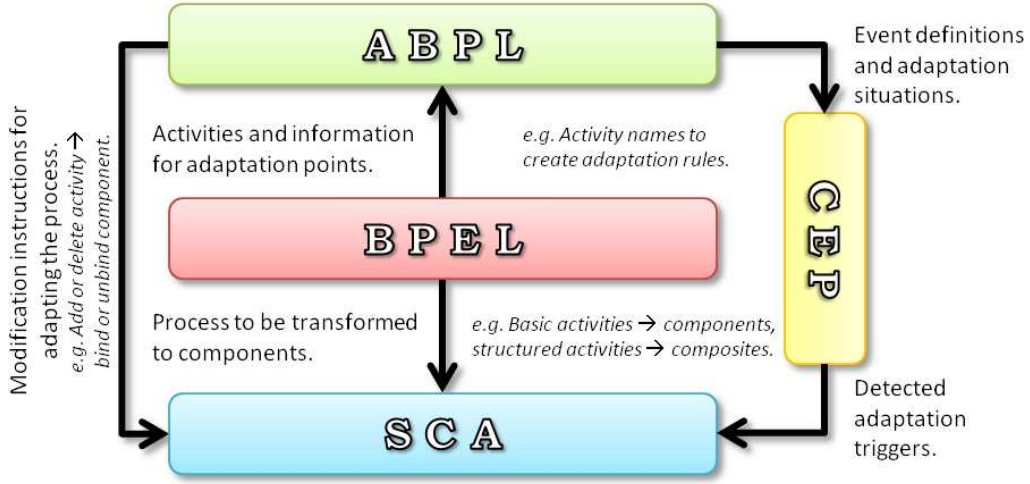 A B P L
Event definitions
and adaptation
situations.
Modification instructions for
adapting the process.
e.g. Add or delete activity →
bind or unbind component.
Activities and information
for adaptation points.
e.g. Activity names to
create adaptation rules.
C E P
B P E L
Process to be transformed
to components.
e.g. Basic activities → components,
structured activities → composites.
Detected
adaptation
triggers.
S C A